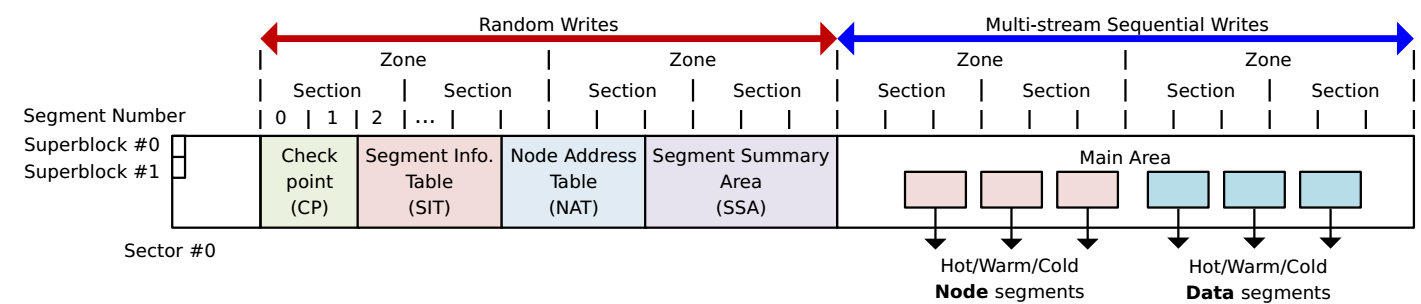 Random Writes
Multi-stream Sequential Writes
Zone
Zone
Zone
Zone
Section
Section
Section
Section
Section
Section
Section
Section
Segment Number
0
1
2
...
Superblock #0
Superblock #1
Check
point
(CP)
Segment Info.
Table
(SIT)
Node Address
Table
(NAT)
Segment Summary
Area
(SSA)
Main Area
Sector #0
Hot/Warm/Cold
Node segments
Hot/Warm/Cold
Data segments